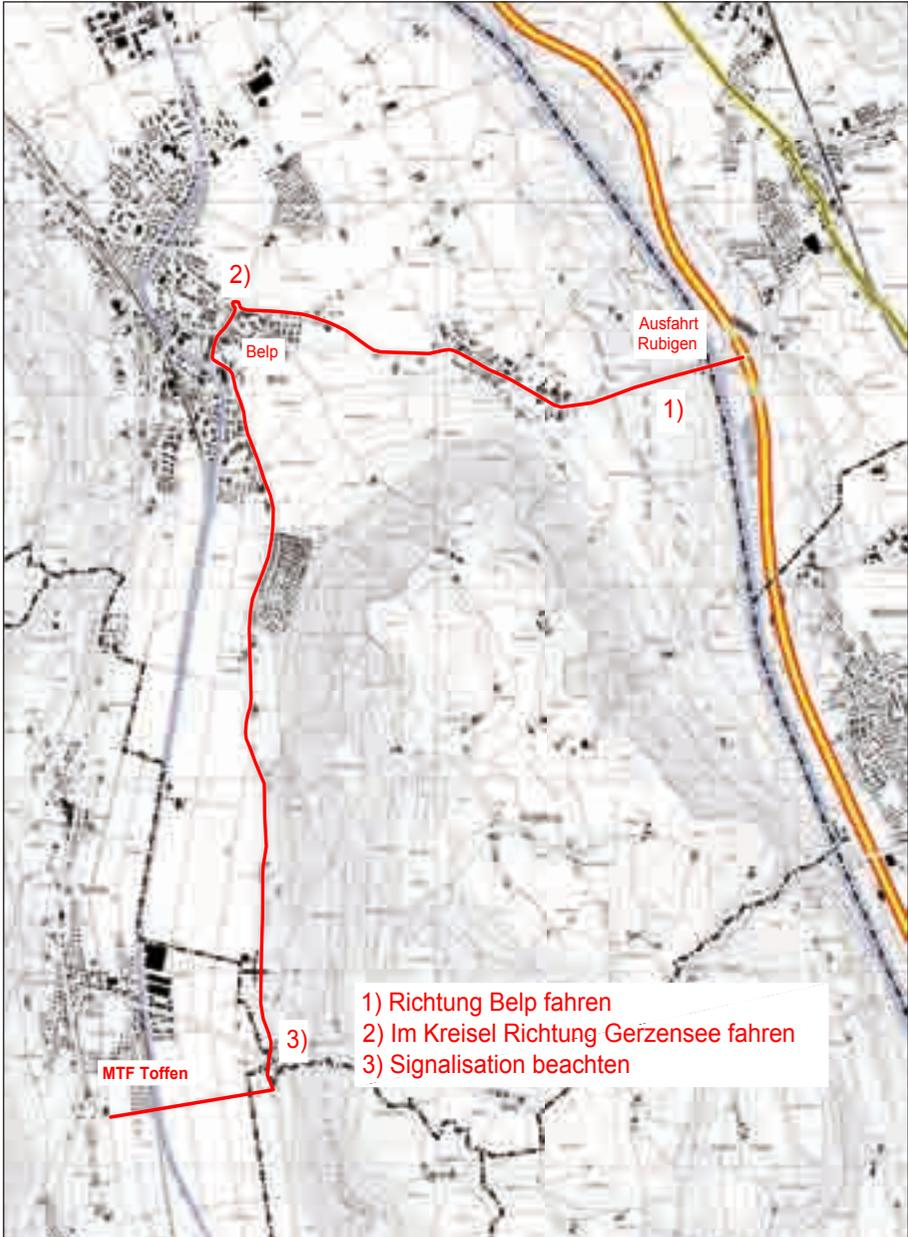 2)
Belp
Ausfahrt
Rubigen
1)
1) Richtung Belp fahren
2) Im Kreisel Richtung Gerzensee fahren
3) Signalisation beachten
3)
MTF Toffen